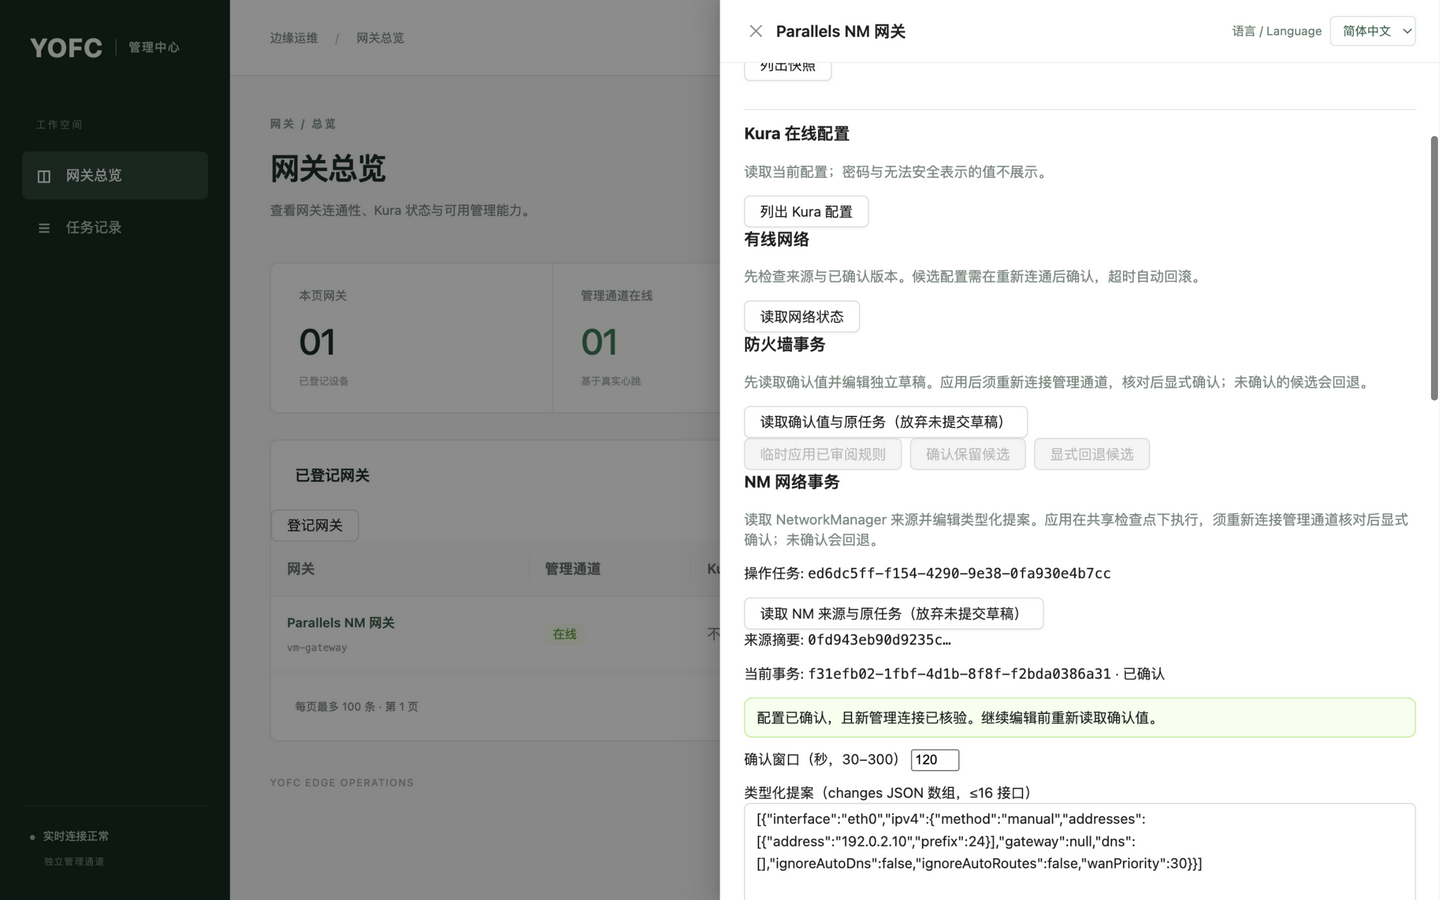 YOFC
管理中心
工作空间
网关总览
任务记录
实时连接正常
独立管理通道
边缘运维 / 网关总览
网关 / 总览
网关总览
查看网关连通性、Kura 状态与可用管理能力。
本页网关
01
已登记设备
管理通道在线
01
基于真实心跳
已登记网关
登记网关
网关
管理通道
Parallels NM 网关
vm-gateway
在线
不
每页最多 100 条 · 第 1 页
YOFC EDGE OPERATIONS
Parallels NM 网关
语言 / Language
简体中文
列出快照
Kura 在线配置
读取当前配置；密码与无法安全表示的值不展示。
列出 Kura 配置
有线网络
先检查来源与已确认版本。候选配置需在重新连通后确认，超时自动回滚。
读取网络状态
防火墙事务
先读取确认值并编辑独立草稿。应用后须重新连接管理通道，核对后显式确认；未确认的候选会回退。
读取确认值与原任务（放弃未提交草稿）
临时应用已审阅规则
确认保留候选
显式回退候选
NM 网络事务
读取 NetworkManager 来源并编辑类型化提案。应用在共享检查点下执行，须重新连接管理通道核对后显式
确认；未确认会回退。
操作任务: ed6dc5ff-f154-4290-9e38-0fa930e4b7cc
读取 NM 来源与原任务（放弃未提交草稿）
来源摘要: 0fd943eb90d9235c…
当前事务: f31efb02-1fbf-4d1b-8f8f-f2bda0386a31 · 已确认
配置已确认，且新管理连接已核验。继续编辑前重新读取确认值。
确认窗口（秒，30–300） 120
类型化提案（changes JSON 数组，≤16 接口）
[{"interface":"eth0","ipv4":{"method":"manual","addresses":
[{"address":"192.0.2.10","prefix":24}],"gateway":null,"dns":
[],"ignoreAutoDns":false,"ignoreAutoRoutes":false,"wanPriority":30}}]